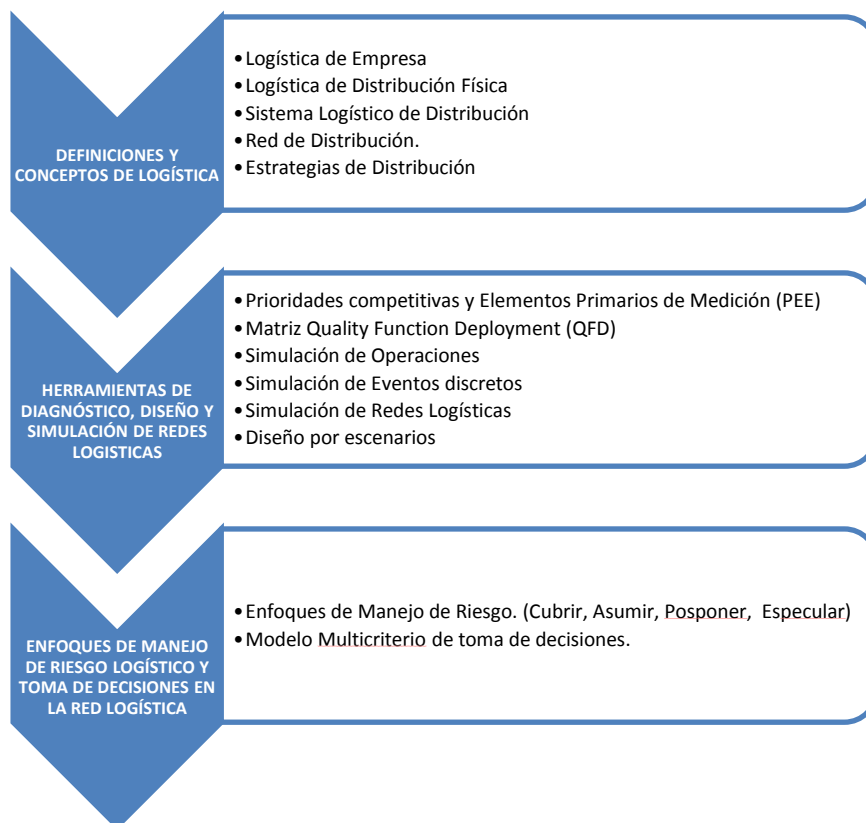 DEFINICIONES Y
CONCEPTOS DE LOGÍSTICA
•Logística de Empresa
•Logística de Distribución Física
•Sistema Logístico de Distribución
•Red de Distribución.
•Estrategias de Distribución
HERRAMIENTAS DE
DIAGNÓSTICO, DISEÑO Y
SIMULACIÓN DE REDES
LOGISTICAS
•Prioridades competitivas y Elementos Primarios de Medición (PEE)
•Matriz Quality Function Deployment (QFD)
•Simulación de Operaciones
•Simulación de Eventos discretos
•Simulación de Redes Logísticas
•Diseño por escenarios
ENFOQUES DE MANEJO
DE RIESGO LOGÍSTICO Y
TOMA DE DECISIONES EN
LA RED LOGÍSTICA
•Enfoques de Manejo de Riesgo. (Cubrir, Asumir, Posponer, Especular)
•Modelo Multicriterio de toma de decisiones.